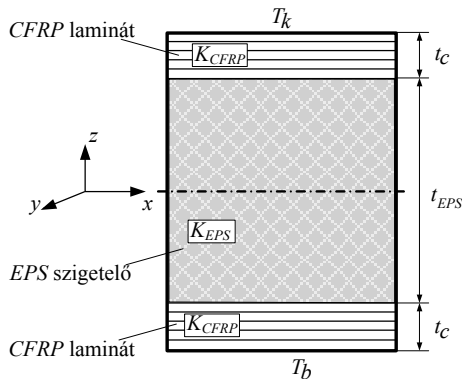 T_k
CFRP laminát
K_CFRP
t_c
z
y
x
t_EPS
K_EPS
EPS szigetelő
K_CFRP
t_c
CFRP laminát
T_b